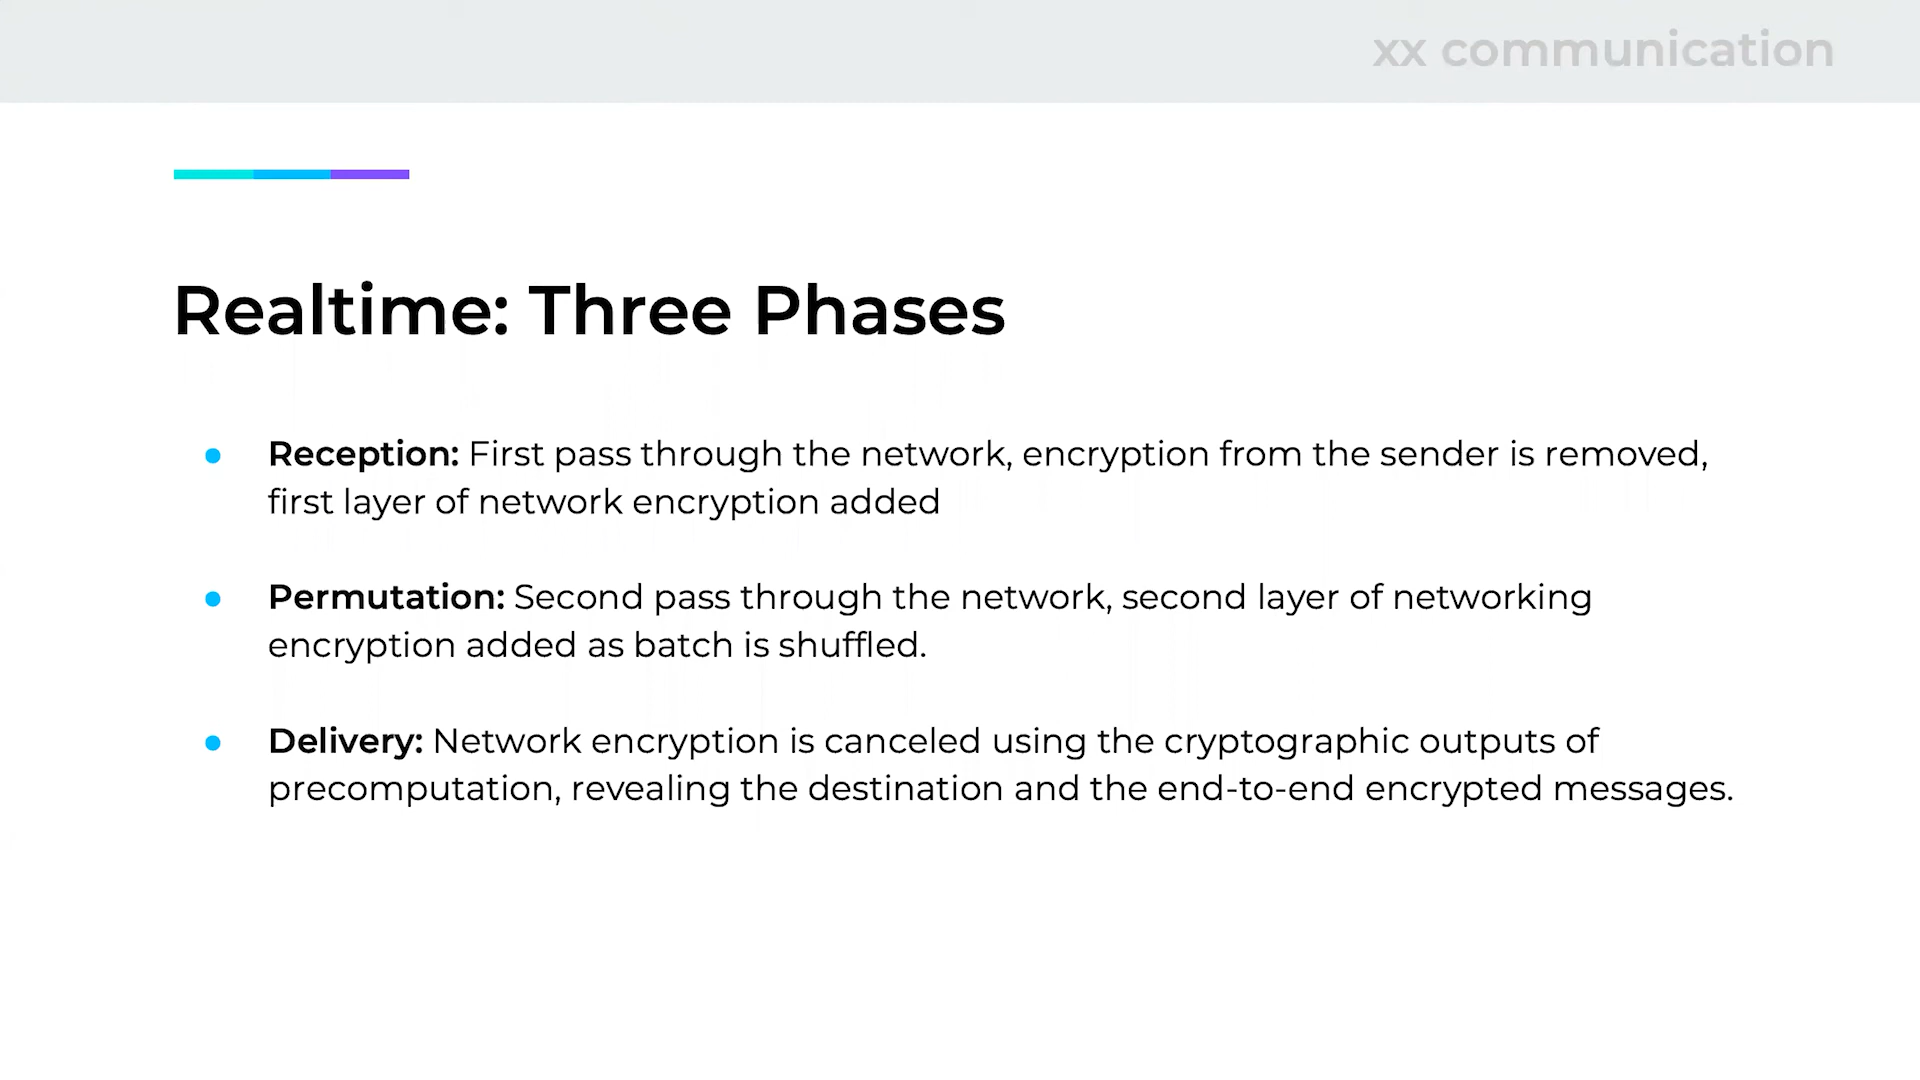 xx communication
Realtime: Three Phases
● Reception: First pass through the network, encryption from the sender is removed,
first layer of network encryption added
● Permutation: Second pass through the network, second layer of networking
encryption added as batch is shuffled.
● Delivery: Network encryption is canceled using the cryptographic outputs of
precomputation, revealing the destination and the end-to-end encrypted messages.